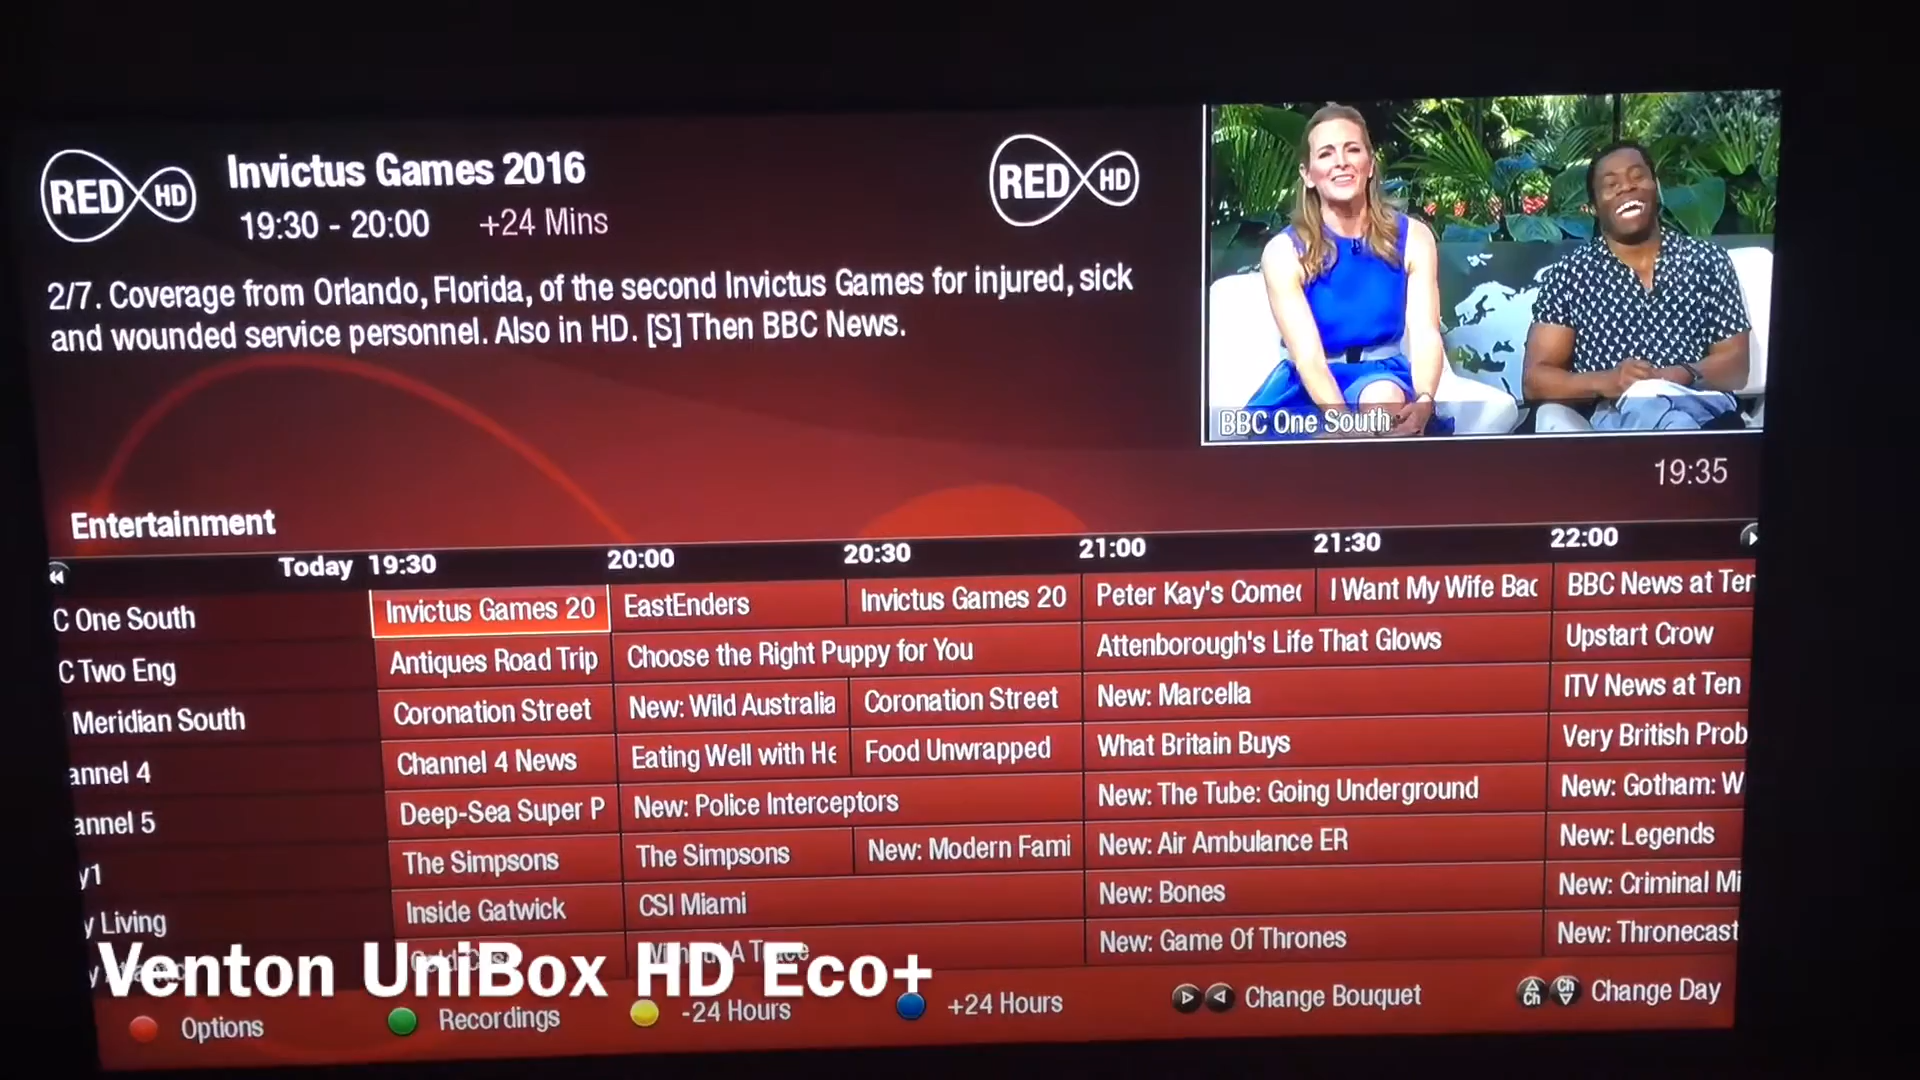 RED HD
Invictus Games 2016
19:30 - 20:00 +24 Mins
RED HD
2/7. Coverage from Orlando, Florida, of the second Invictus Games for injured, sick
and wounded service personnel. Also in HD. [S] Then BBC News.
BBC One South
19:35
Entertainment
Today 19:30 20:00 20:30 21:00 21:30 22:00
C One South Invictus Games 20 EastEnders Invictus Games 20 Peter Kay's Comec I Want My Wife Bac BBC News at Ter
C Two Eng Antiques Road Trip Choose the Right Puppy for You Attenborough's Life That Glows Upstart Crow
Meridian South Coronation Street New: Wild Australia Coronation Street New: Marcella ITV News at Ten
annel 4 Channel 4 News Eating Well with He Food Unwrapped What Britain Buys Very British Prob
annel 5 Deep-Sea Super P New: Police Interceptors New: The Tube: Going Underground New: Gotham: W
y1 The Simpsons The Simpsons New: Modern Fami New: Air Ambulance ER New: Legends
y Living Inside Gatwick CSI Miami New: Bones New: Criminal Mi
Without A Trace New: Game Of Thrones New: Thronecast
Venton UniBox HD Eco+
Options Recordings -24 Hours +24 Hours Change Bouquet Ch Ch Change Day